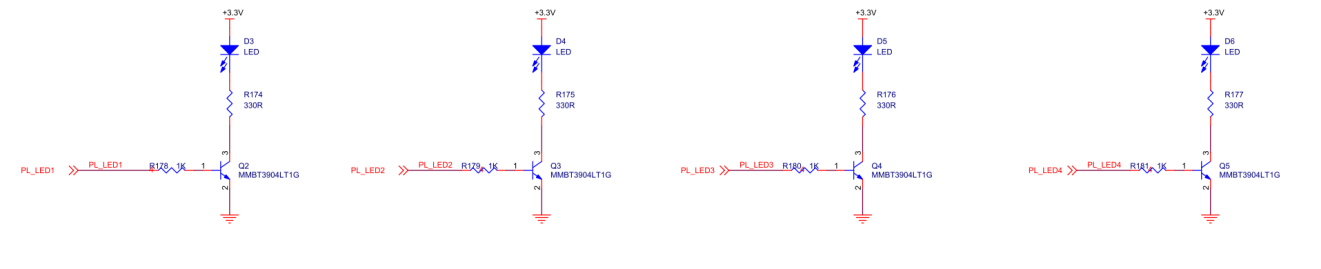 +3.3V
D3
LED
R174
330R
PL_LED1
PL_LED1
R178
1K
1
3
2
Q2
MMBT3904LT1G
+3.3V
D4
LED
R175
330R
PL_LED2
PL_LED2
R179
1K
1
3
2
Q3
MMBT3904LT1G
+3.3V
D5
LED
R176
330R
PL_LED3
PL_LED3
R180
1K
1
3
2
Q4
MMBT3904LT1G
+3.3V
D6
LED
R177
330R
PL_LED4
PL_LED4
R181
1K
1
3
2
Q5
MMBT3904LT1G